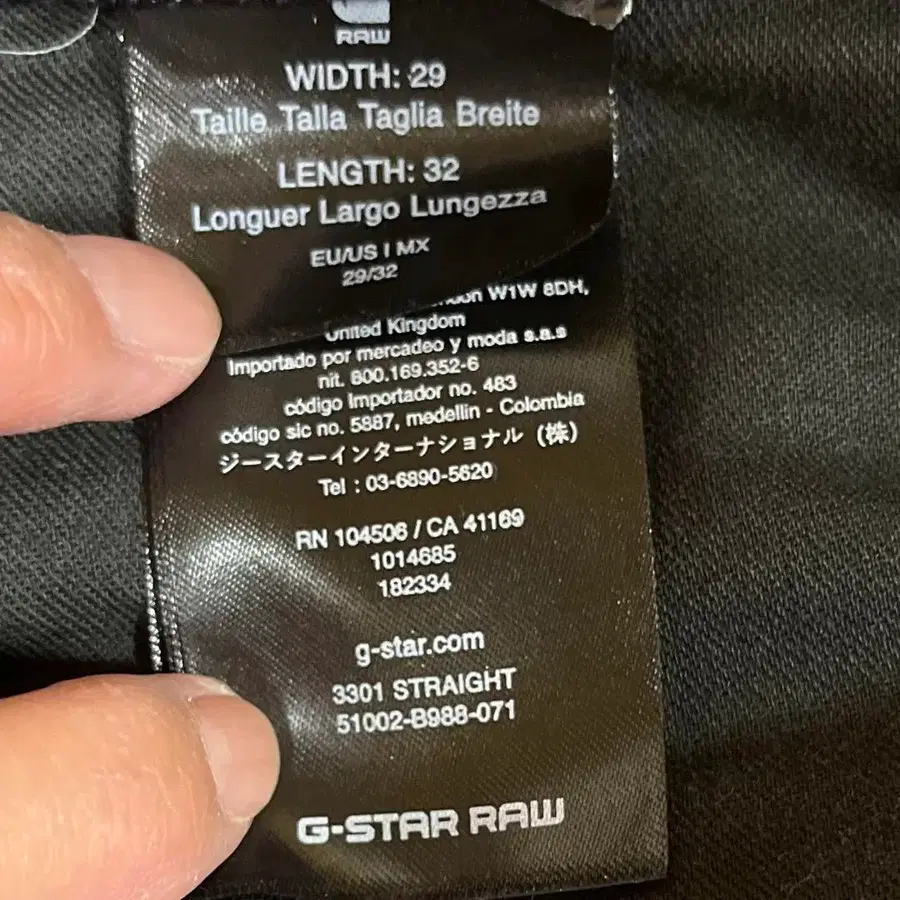 RAW
WIDTH: 29
Taille Talla Taglia Breite
LENGTH: 32
Longuer Largo Lungezza
EU/US I MX
29/32
W1W 8DH,
United Kingdom
Importado por mercadeo y moda s.a.s
nit. 800.169.352-6
código Importador no. 483
código sic no. 5887, medellin - Colombia
ジースターインターナショナル (株)
Tel : 03-6890-5620
RN 104506 / CA 41169
1014685
182334
g-star.com
3301 STRAIGHT
51002-B988-071
G-STAR RAW